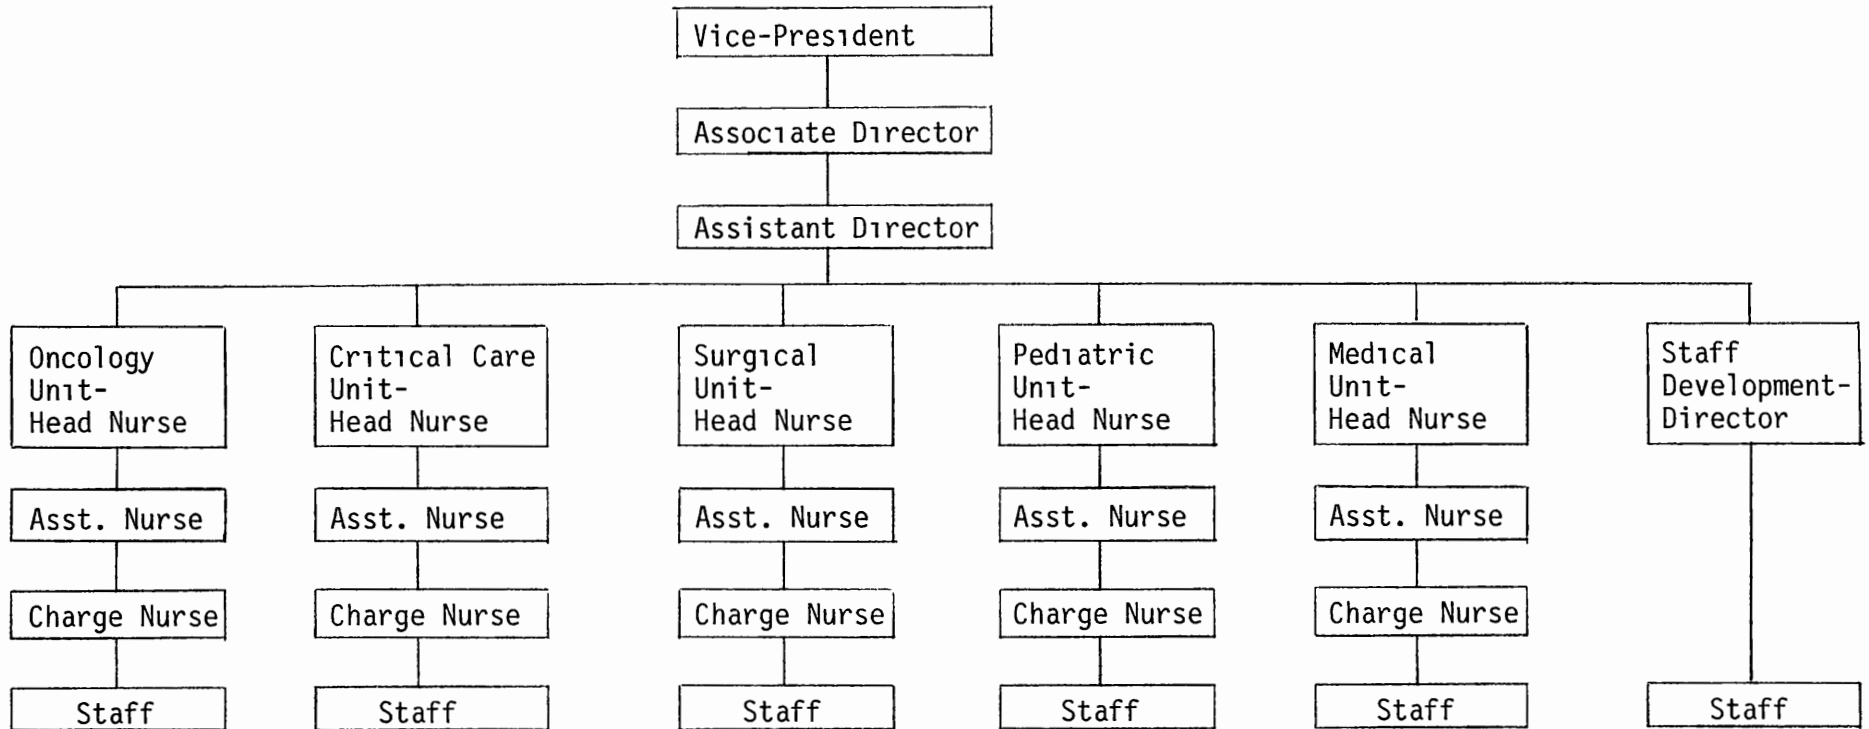 Vice-President
Associate Director
Assistant Director
Oncology
Unit-
Head Nurse
Critical Care
Unit-
Head Nurse
Surgical
Unit-
Head Nurse
Pediatric
Unit-
Head Nurse
Medical
Unit-
Head Nurse
Staff
Development-
Director
Asst. Nurse
Asst. Nurse
Asst. Nurse
Asst. Nurse
Asst. Nurse
Charge Nurse
Charge Nurse
Charge Nurse
Charge Nurse
Charge Nurse
Staff
Staff
Staff
Staff
Staff
Staff